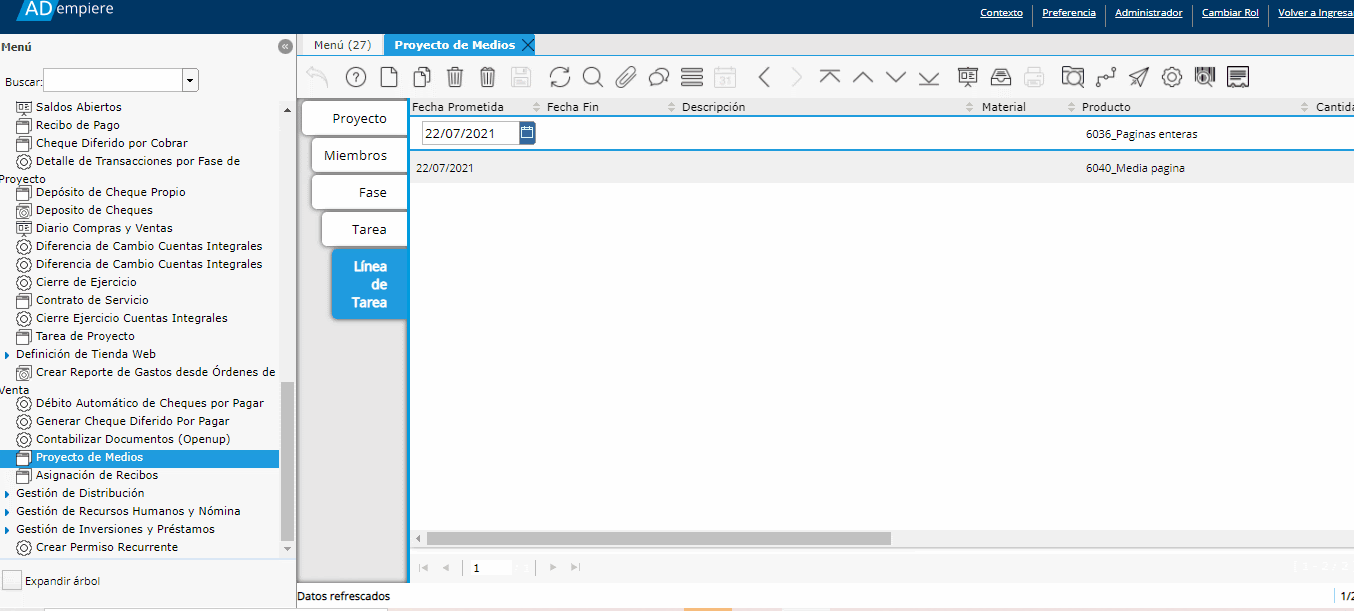 ADempiere
Contexto
Preferencia
Administrador
Cambiar Rol
Volver a Ingresa
Menú
Buscar:
Saldos Abiertos
Recibo de Pago
Cheque Diferido por Cobrar
Detalle de Transacciones por Fase de
Proyecto
Depósito de Cheque Propio
Deposito de Cheques
Diario Compras y Ventas
Diferencia de Cambio Cuentas Integrales
Diferencia de Cambio Cuentas Integrales
Cierre de Ejercicio
Contrato de Servicio
Cierre Ejercicio Cuentas Integrales
Tarea de Proyecto
Definición de Tienda Web
Crear Reporte de Gastos desde Órdenes de
Venta
Débito Automático de Cheques por Pagar
Generar Cheque Diferido Por Pagar
Contabilizar Documentos (Openup)
Proyecto de Medios
Asignación de Recibos
Gestión de Distribución
Gestión de Recursos Humanos y Nómina
Gestión de Inversiones y Préstamos
Crear Permiso Recurrente
Expandir árbol
Menú (27)
Proyecto de Medios
31
Proyecto
Miembros
Fase
Tarea
Línea
de
Tarea
Fecha Prometida
Fecha Fin
Descripción
Material
Producto
Cantida
22/07/2021
6036_Paginas enteras
22/07/2021
6040_Media pagina
1
Datos refrescados
1/2